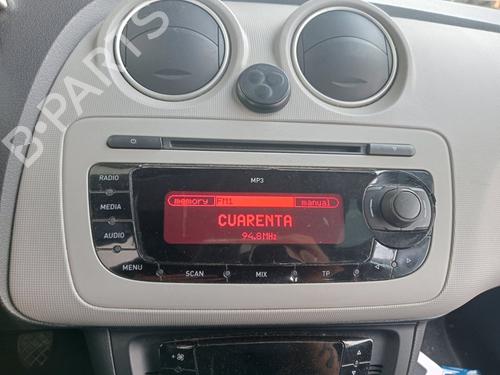 B-PARTS
MP3
RADIO
MEDIA
AUDIO
memory FM1 manual
CUARENTA
94.8MHz
MENU SCAN MIX TP